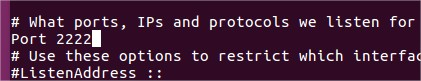 # What ports, IPs and protocols we listen for
Port 2222
# Use these options to restrict which interfac
#ListenAddress ::